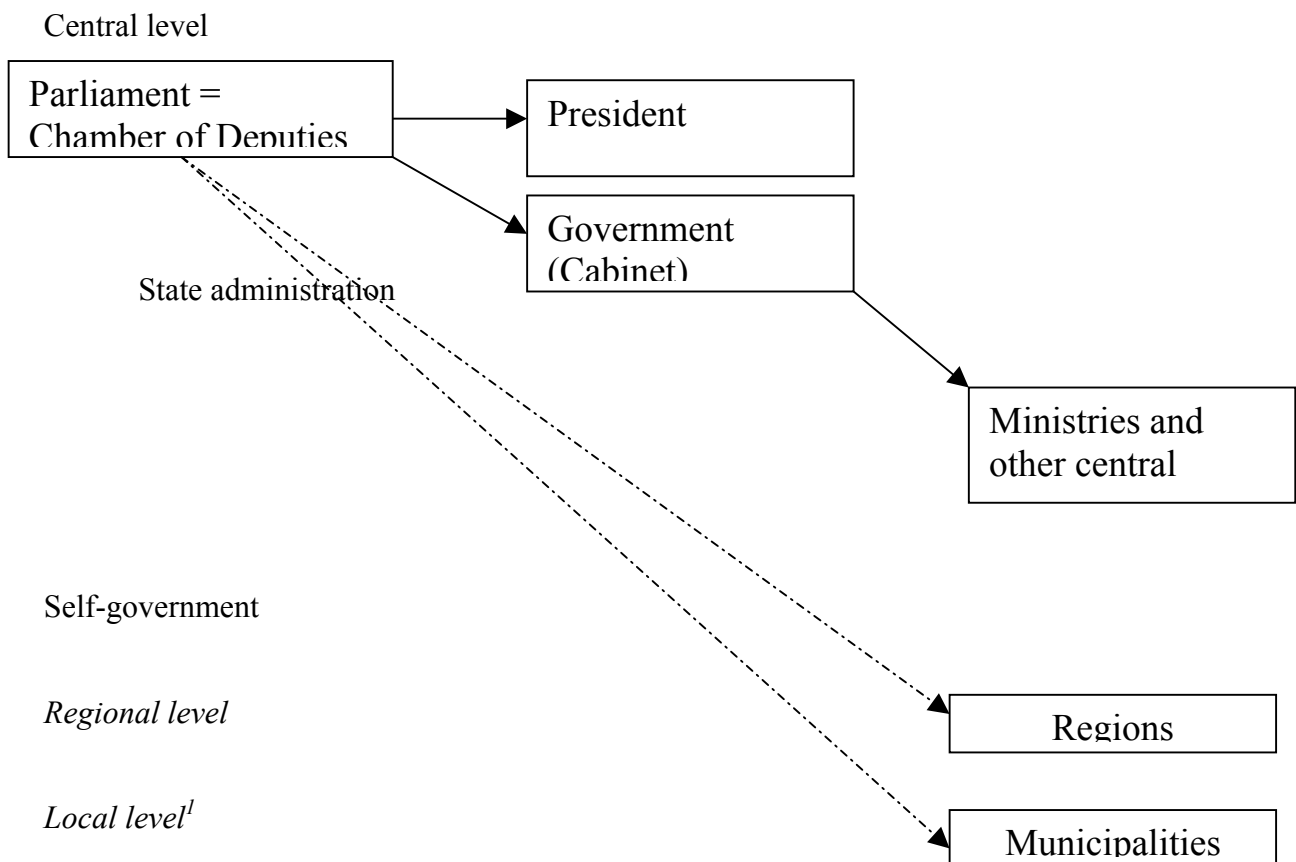 Central level
Parliament =
Chamber of Deputies
President
Government
(Cabinet)
State administration
Ministries and
other central
Self-government
Regional level
Regions
Local level¹
Municipalities